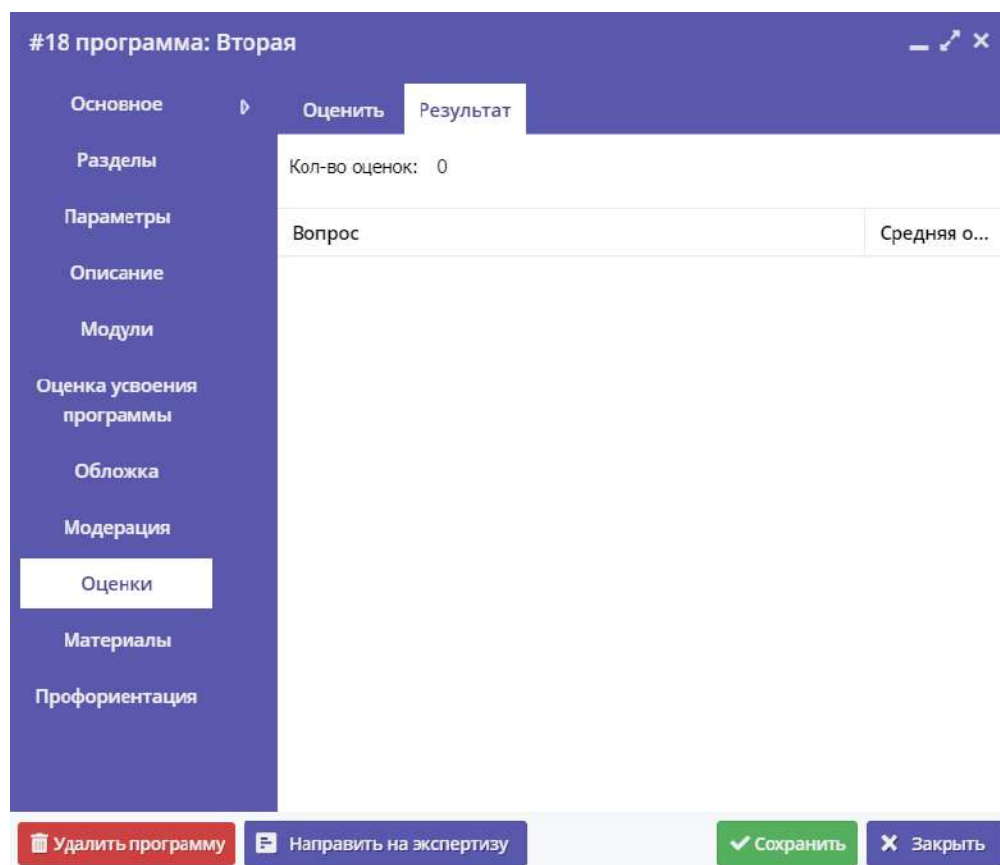 #18 программа: Вторая
Основное
Разделы
Параметры
Описание
Модули
Оценка усвоения
программы
Обложка
Модерация
Оценки
Материалы
Профориентация
Оценить Результат
Кол-во оценок: 0
Вопрос Средняя о...
Удалить программу Направить на экспертизу Сохранить Закрыть